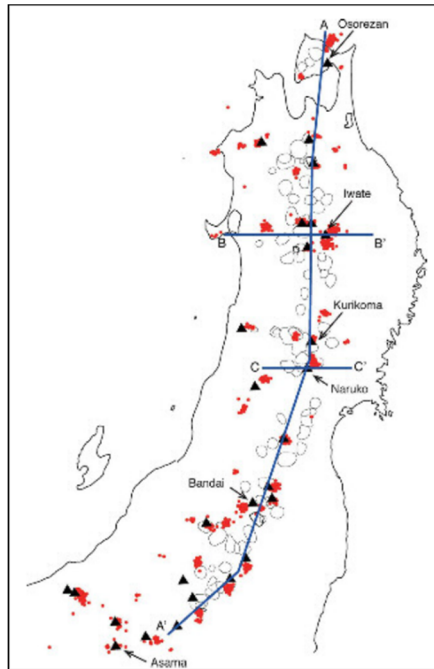 A
Osorezan
Iwate
B
B'
Kurikoma
C
C'
Naruko
Bandai
A'
Asama